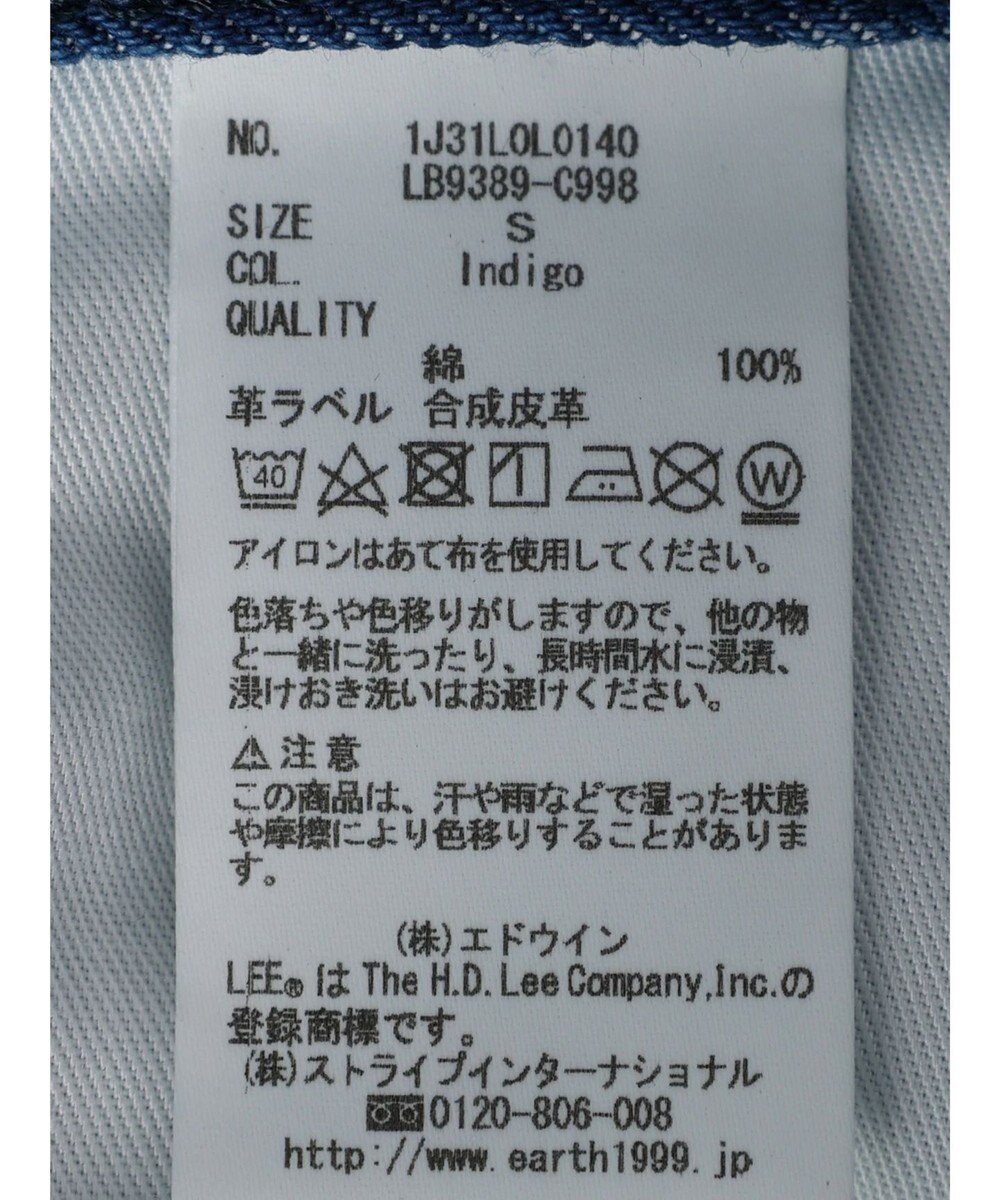 NO. 1J31L0L0140
LB9389-C998
SIZE S
COL. Indigo
QUALITY
綿 100%
革ラベル 合成皮革
40 W
アイロンはあて布を使用してください。
色落ちや色移りがしますので、他の物
と一緒に洗ったり、長時間水に浸漬、
浸けおき洗いはお避けください。
⚠注意
この商品は、汗や雨などで湿った状態
や摩擦により色移りすることがありま
す。
(株)エドウイン
LEE®はThe H.D. Lee Company,Inc.の
登録商標です。
(株)ストライプインターナショナル
0120-806-008
http://www.earth1999.jp